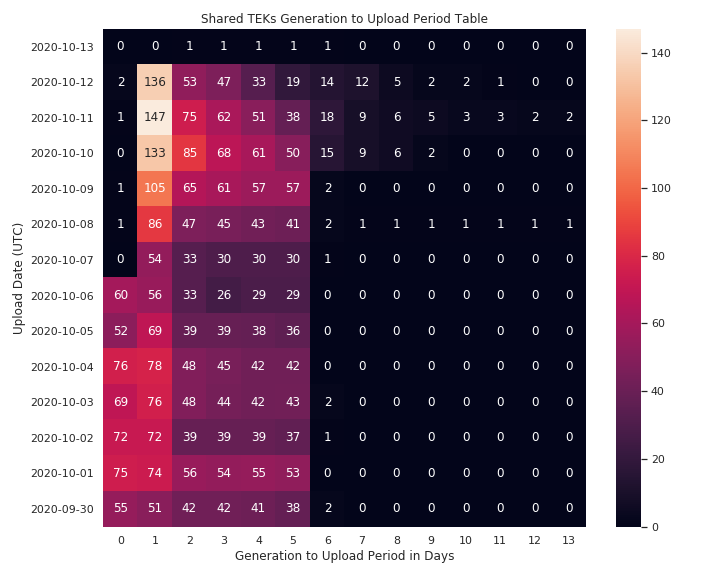 Shared TEKs Generation to Upload Period Table
Upload Date (UTC)
2020-10-13 0 0 1 1 1 1 1 0 0 0 0 0 0 0
2020-10-12 2 136 53 47 33 19 14 12 5 2 2 1 0 0
2020-10-11 1 147 75 62 51 38 18 9 6 5 3 3 2 2
2020-10-10 0 133 85 68 61 50 15 9 6 2 0 0 0 0
2020-10-09 1 105 65 61 57 57 2 0 0 0 0 0 0 0
2020-10-08 1 86 47 45 43 41 2 1 1 1 1 1 1 1
2020-10-07 0 54 33 30 30 30 1 0 0 0 0 0 0 0
2020-10-06 60 56 33 26 29 29 0 0 0 0 0 0 0 0
2020-10-05 52 69 39 39 38 36 0 0 0 0 0 0 0 0
2020-10-04 76 78 48 45 42 42 0 0 0 0 0 0 0 0
2020-10-03 69 76 48 44 42 43 2 0 0 0 0 0 0 0
2020-10-02 72 72 39 39 39 37 1 0 0 0 0 0 0 0
2020-10-01 75 74 56 54 55 53 0 0 0 0 0 0 0 0
2020-09-30 55 51 42 42 41 38 2 0 0 0 0 0 0 0
0 1 2 3 4 5 6 7 8 9 10 11 12 13
Generation to Upload Period in Days
140
120
100
80
60
40
20
0